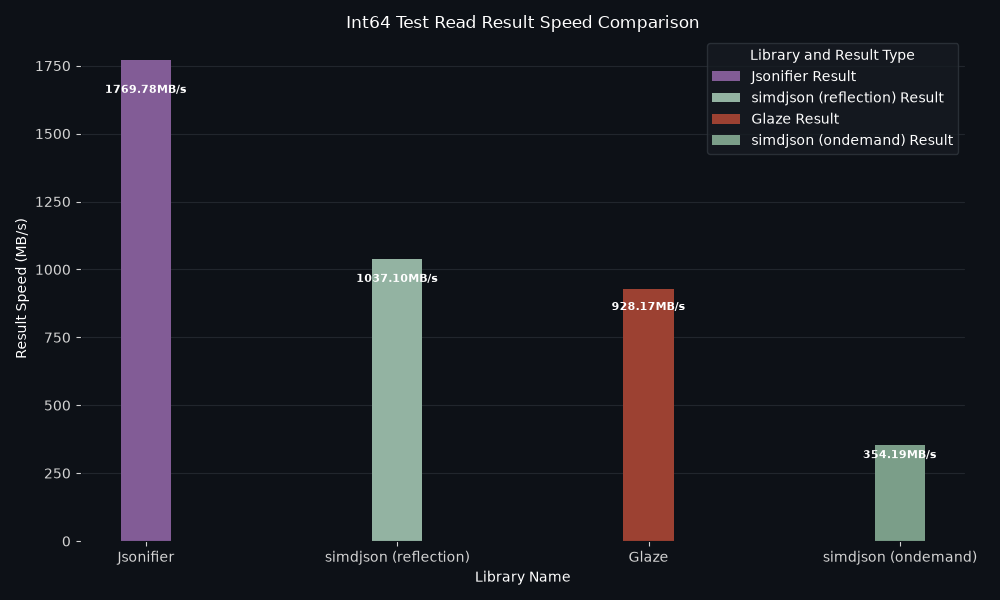 Int64 Test Read Result Speed Comparison
Library and Result Type
Jsonifier Result
simdjson (reflection) Result
Glaze Result
simdjson (ondemand) Result
Result Speed (MB/s)
1750
1500
1250
1000
750
500
250
0
1769.78MB/s
1037.10MB/s
928.17MB/s
354.19MB/s
Jsonifier
simdjson (reflection)
Glaze
simdjson (ondemand)
Library Name